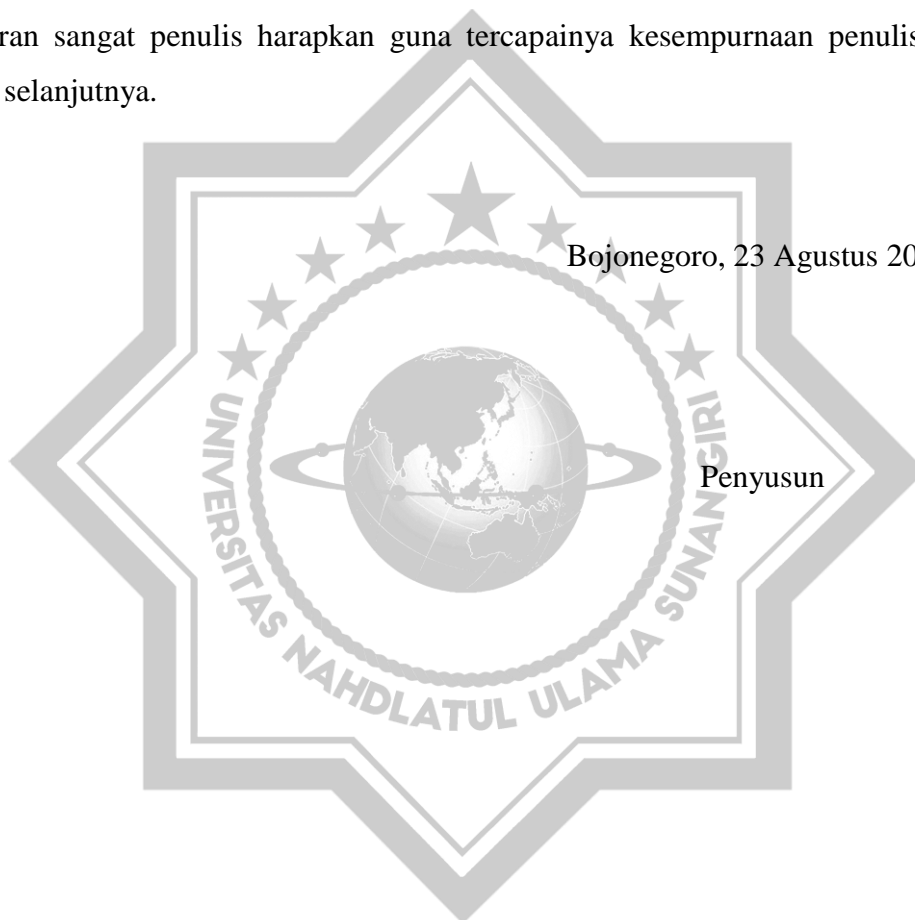 ran sangat penulis harapkan guna tercapainya kesempurnaan penulis
selanjutnya.
Bojonegoro, 23 Agustus 20
Penyusun
UNIVERSITAS NAHDLATUL ULAMA SUNAN GIRI